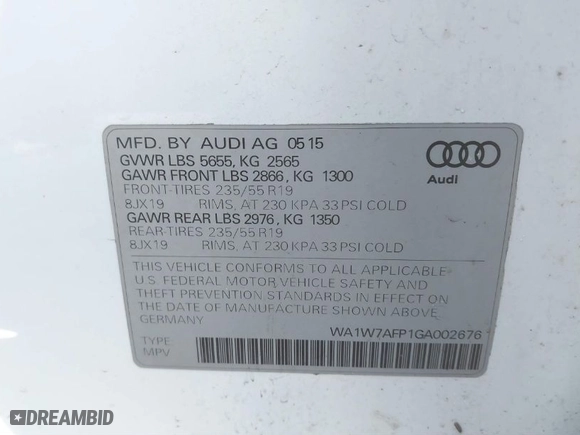 MFD. BY AUDI AG 05 15
GVWR LBS 5655, KG 2565
GAWR FRONT LBS 2866, KG 1300
FRONT-TIRES 235/55 R19
8JX19 RIMS, AT 230 KPA 33 PSI COLD
GAWR REAR LBS 2976, KG 1350
REAR-TIRES 235/55 R19
8JX19 RIMS, AT 230 KPA 33 PSI COLD
Audi
THIS VEHICLE CONFORMS TO ALL APPLICABLE
U.S. FEDERAL MOTOR VEHICLE SAFETY AND
THEFT PREVENTION STANDARDS IN EFFECT ON
THE DATE OF MANUFACTURE SHOWN ABOVE.
GERMANY
WA1W7AFP1GA002676
TYPE
MPV
DREAMBID